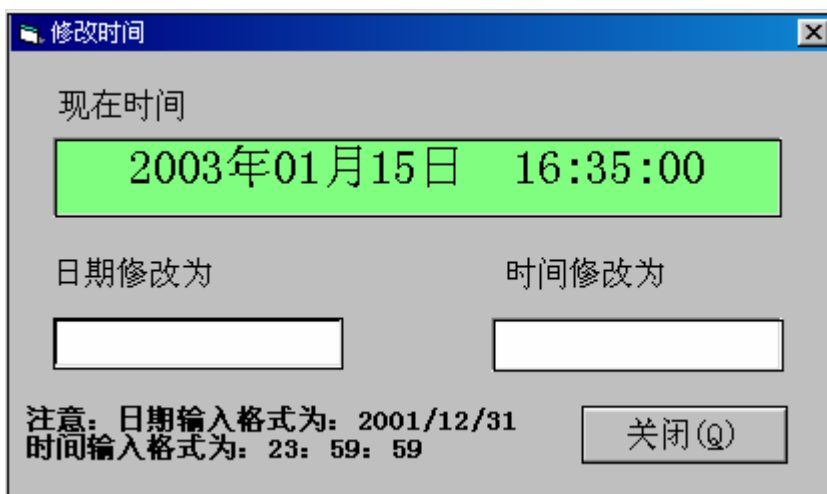 修改时间
现在时间
2003年01月15日 16:35:00
日期修改为 时间修改为
注意：日期输入格式为：2001/12/31
时间输入格式为：23：59：59
关闭(Q)